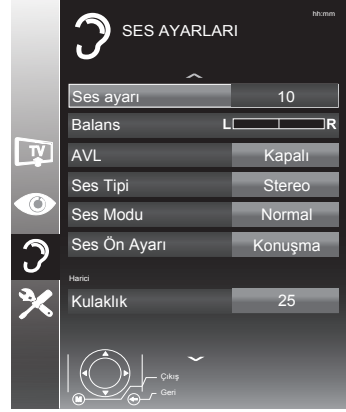 hh:mm
SES AYARLARI
Ses ayarı 10
Balans L R
TV
AVL Kapalı
Ses Tipi Stereo
Ses Modu Normal
Ses Ön Ayarı Konuşma
Harici
Kulaklık 25
Çıkış
M Geri